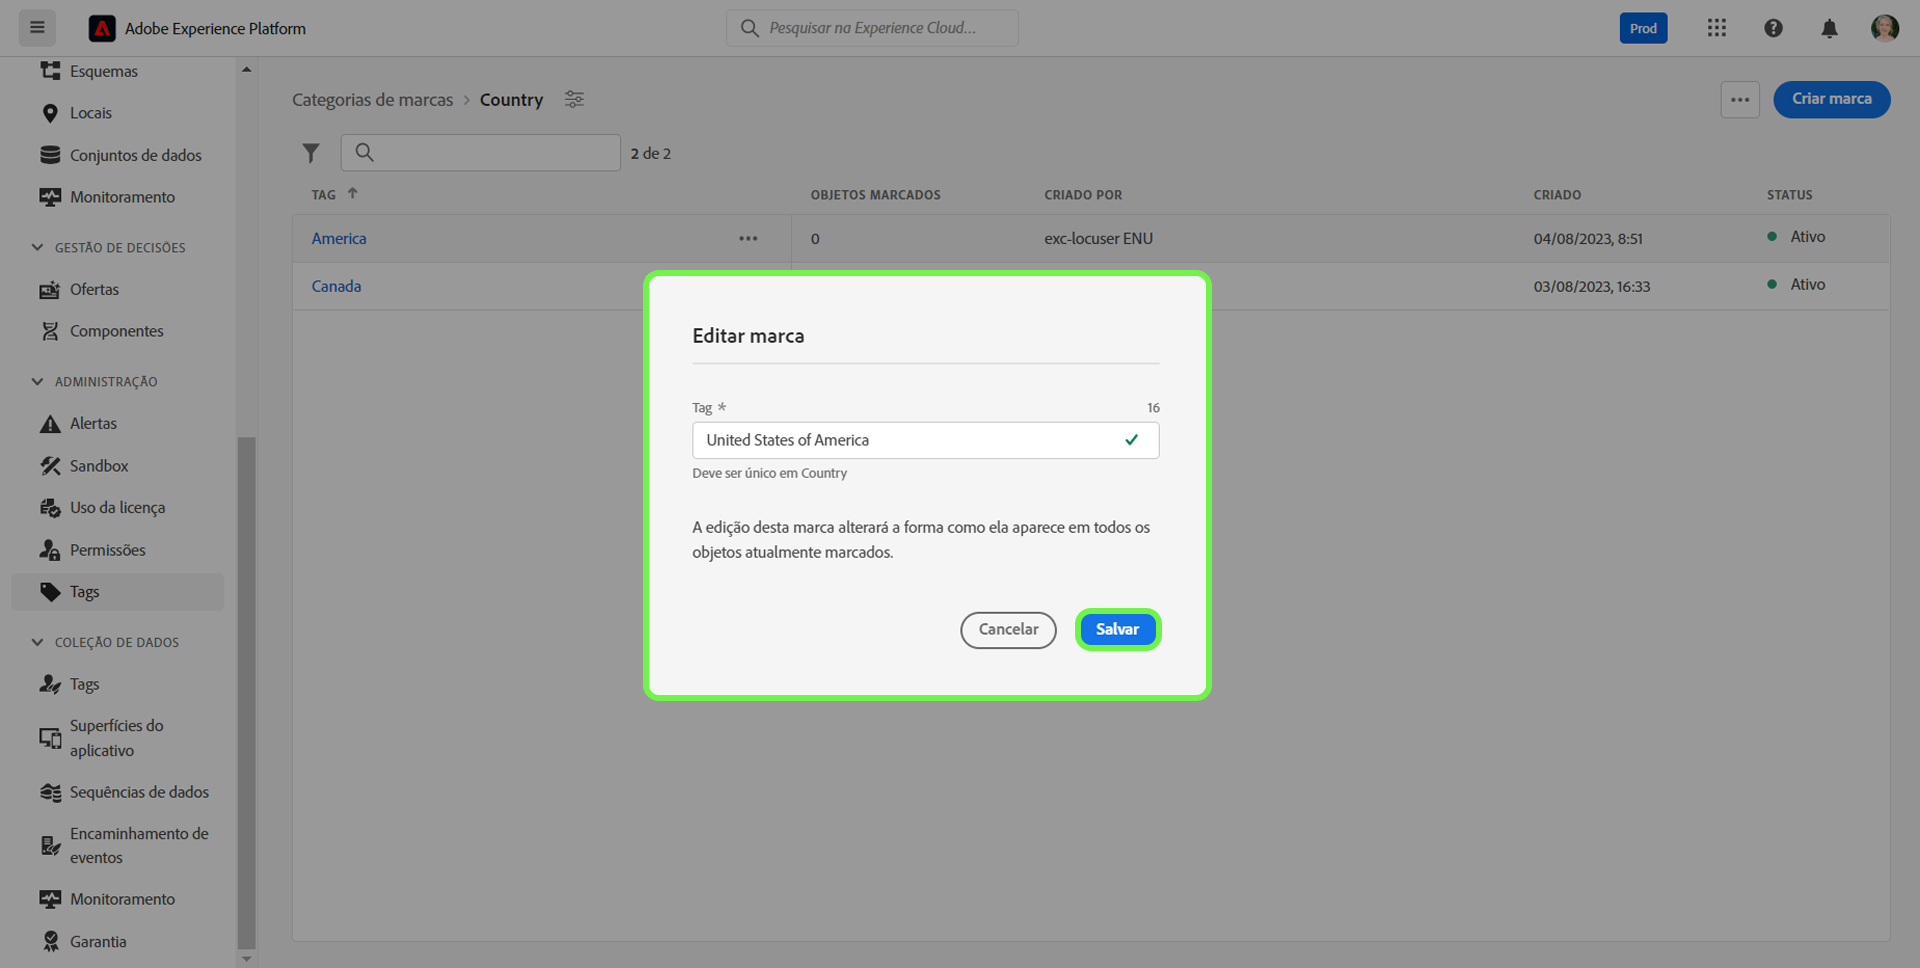 Adobe Experience Platform
Pesquisar na Experience Cloud...
Prod
Esquemas
Locais
Conjuntos de dados
Monitoramento
GESTÃO DE DECISÕES
Ofertas
Componentes
ADMINISTRAÇÃO
Alertas
Sandbox
Uso da licença
Permissões
Tags
COLEÇÃO DE DADOS
Tags
Superfícies do
aplicativo
Sequências de dados
Encaminhamento de
eventos
Monitoramento
Garantia
Categorias de marcas > Country
Criar marca
2 de 2
TAG OBJETOS MARCADOS CRIADO POR CRIADO STATUS
America 0 exc-locuser ENU 04/08/2023, 8:51 Ativo
Canada 03/08/2023, 16:33 Ativo
Editar marca
Tag * 16
United States of America
Deve ser único em Country
A edição desta marca alterará a forma como ela aparece em todos os
objetos atualmente marcados.
Cancelar Salvar